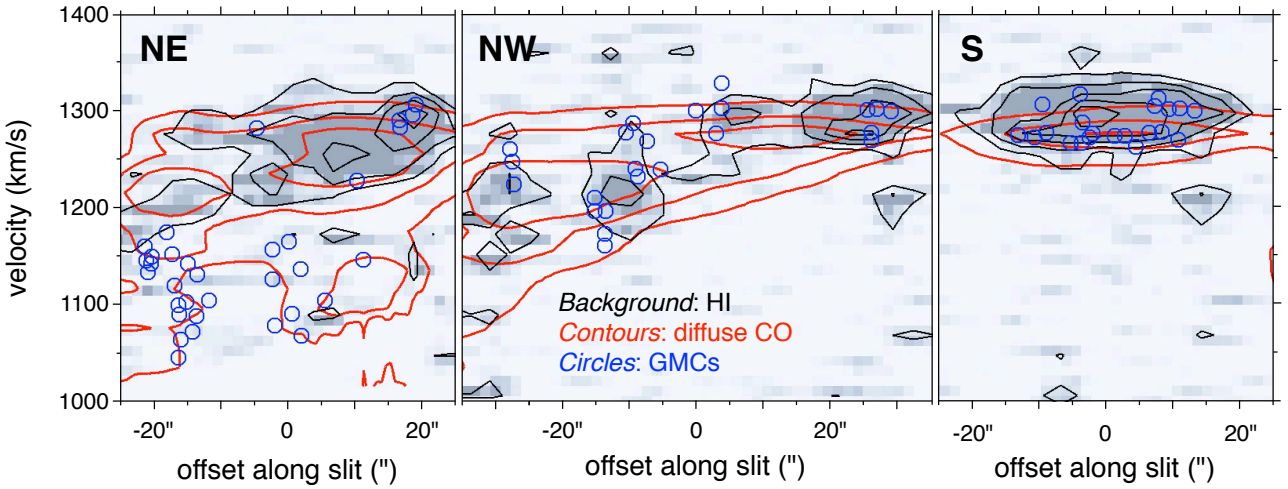 1400
1300
1200
1100
1000
velocity (km/s)
NE
NW
S
Background: HI
Contours: diffuse CO
Circles: GMCs
-20" 0 20"
-20" 0 20"
-20" 0 20"
offset along slit (")
offset along slit (")
offset along slit (")